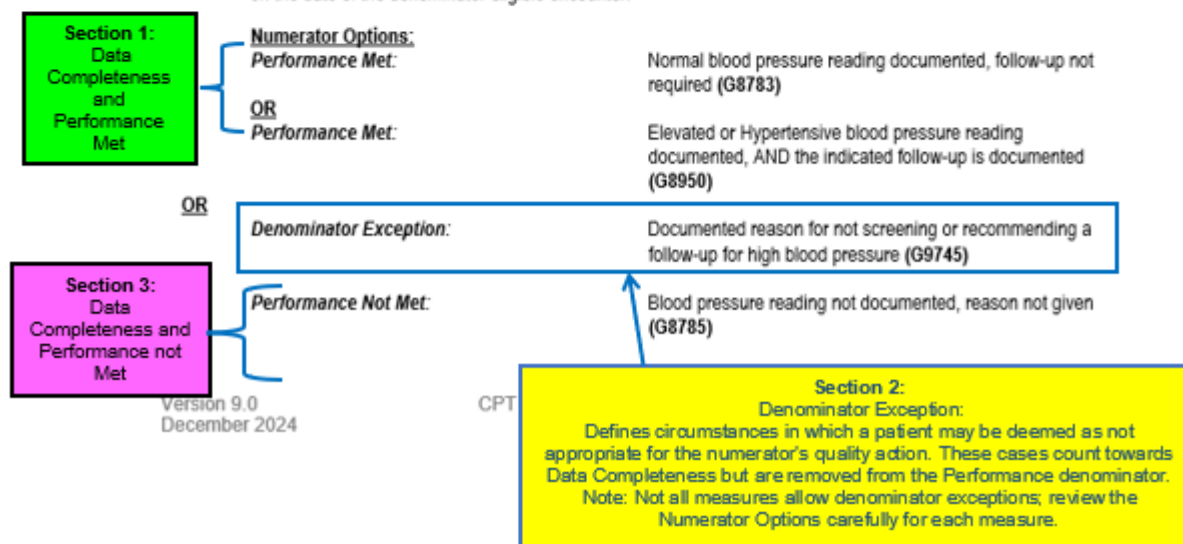 Section 1:
Data
Completeness
and
Performance
Met
Numerator Options:
Performance Met:
Normal blood pressure reading documented, follow-up not
required (G8783)
OR
Performance Met:
Elevated or Hypertensive blood pressure reading
documented, AND the indicated follow-up is documented
(G8950)
OR
Denominator Exception:
Documented reason for not screening or recommending a
follow-up for high blood pressure (G9745)
Section 3:
Data
Completeness and
Performance not
Met
Performance Not Met:
Blood pressure reading not documented, reason not given
(G8785)
Version 9.0
December 2024
CPT
Section 2:
Denominator Exception:
Defines circumstances in which a patient may be deemed as not
appropriate for the numerator's quality action. These cases count towards
Data Completeness but are removed from the Performance denominator.
Note: Not all measures allow denominator exceptions; review the
Numerator Options carefully for each measure.